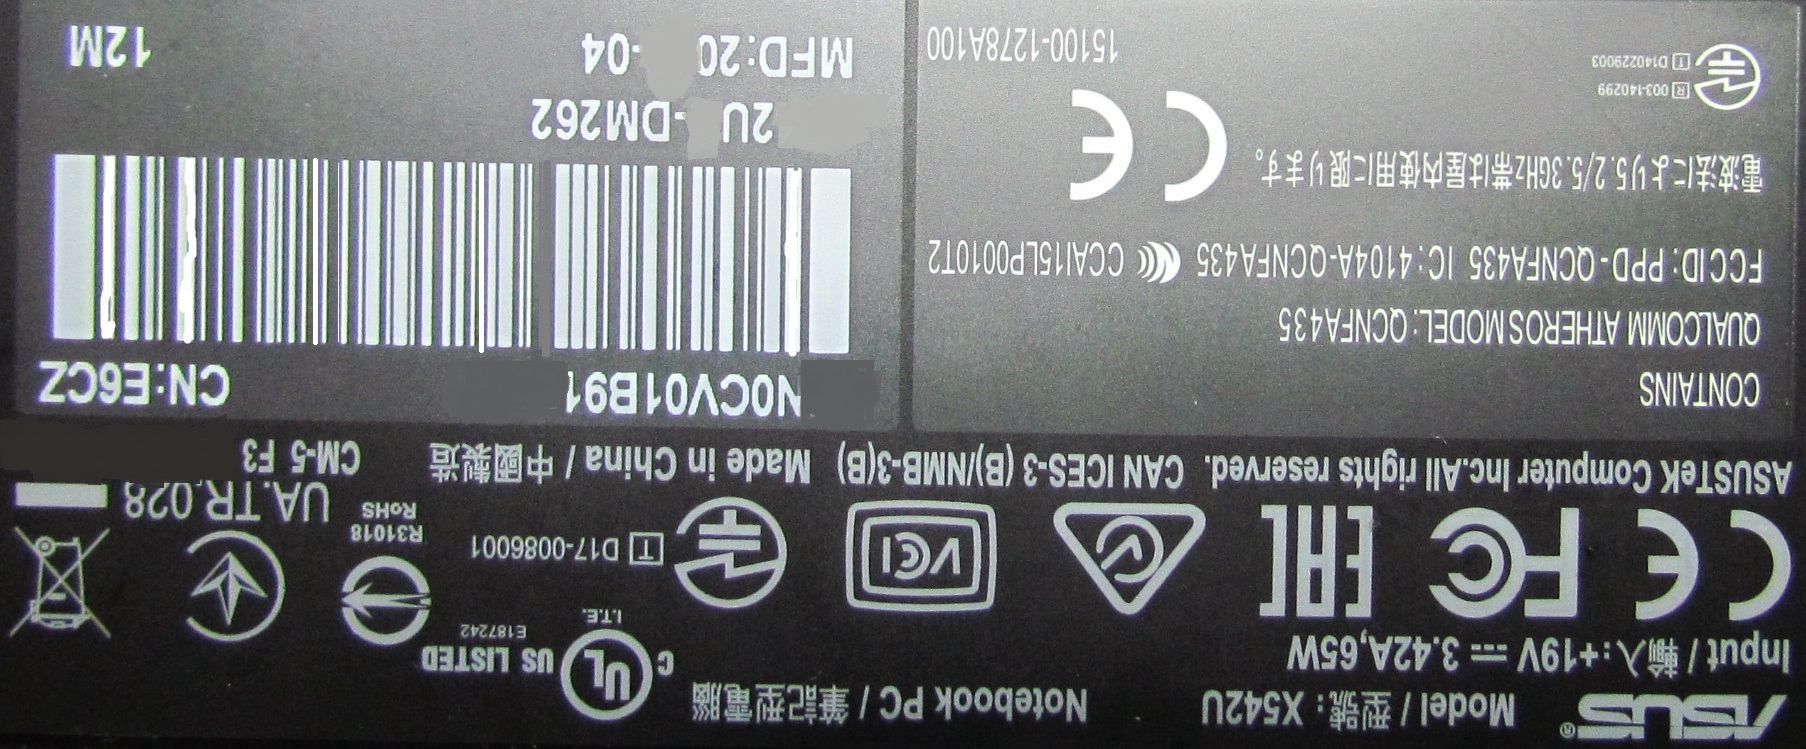 ASUS® Model / 型號 : X542U Notebook PC / 筆記型電腦
Input / 輸入 : +19V 3.42A, 65W
C UL US LISTED
I.T.E. E187242
CE FC EAC VCI
T D17-0086001
R31018
RoHS
UA.TR.028
ASUSTeK Computer Inc. All rights reserved. CAN ICES-3 (B)/NMB-3(B) Made in China / 中國製造 CM-5 F3
CONTAINS
QUALCOMM ATHEROS MODEL: QCNFA435
FCC ID: PPD-QCNFA435 IC: 4104A-QCNFA435 CCAI15LP0010T2
電波法により5.2/5.3GHz帯は屋内使用に限ります。
CE
R 003-140299
T D140229003
15100-1278A100
N0CV01B91 CN:E6CZ
2U -DM262
MFD:20 -04 12M